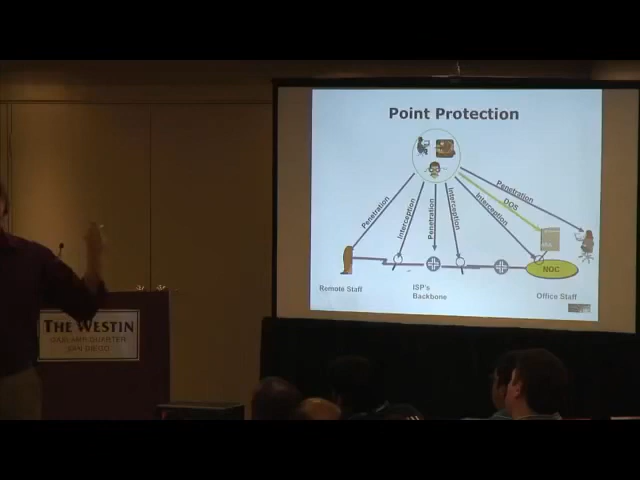 Point Protection
Penetration
Interception
Penetration
Interception
Interception
DOS
Penetration
NOC
Remote Staff
ISP's
Backbone
Office Staff
THE WESTIN
GASLAMP QUARTER
SAN DIEGO